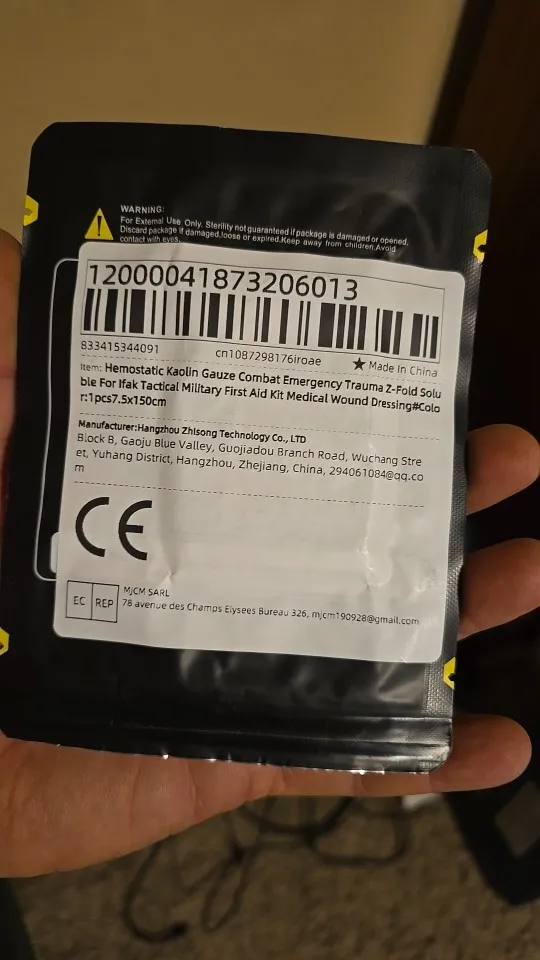 WARNING:
For External Use Only. Sterility not guaranteed if package is damaged or opened.
Discard package if damaged,loose or expired.Keep away from children.Avoid
contact with eyes.
12000041873206013
833415344091 cn1087298176iroae ★ Made In China
Item: Hemostatic Kaolin Gauze Combat Emergency Trauma Z-Fold Solu
ble For Ifak Tactical Military First Aid Kit Medical Wound Dressing#Colo
r:1pcs7.5x150cm
Manufacturer:Hangzhou Zhisong Technology Co., LTD
Block B, Gaoju Blue Valley, Guojiadou Branch Road, Wuchang Stre
et, Yuhang District, Hangzhou, Zhejiang, China, 294061084@qq.co
m
CE
EC REP
MJCM SARL
78 avenue des Champs Elysees Bureau 326, mjcm190928@gmail.com